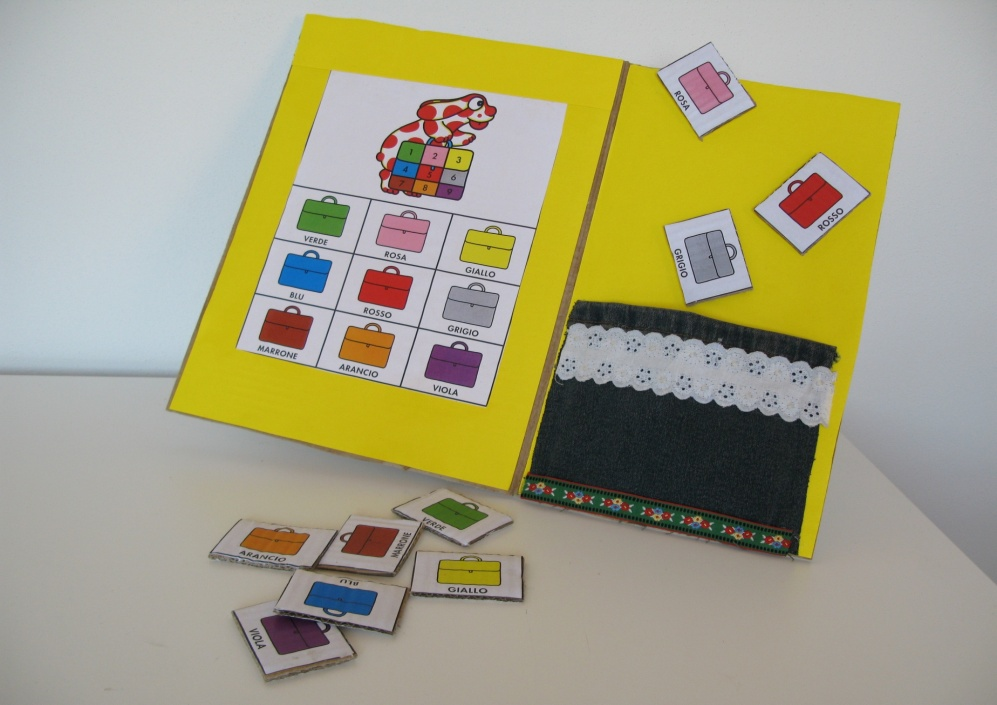 1 2 3
4 5 6
7 8 9
VERDE ROSA GIALLO
BLU ROSSO GRIGIO
MARRONE ARANCIO VIOLA
ROSA
ROSSO
GRIGIO
VERDE
ARANCIO
MARRONE
GIALLO
BLU
VIOLA